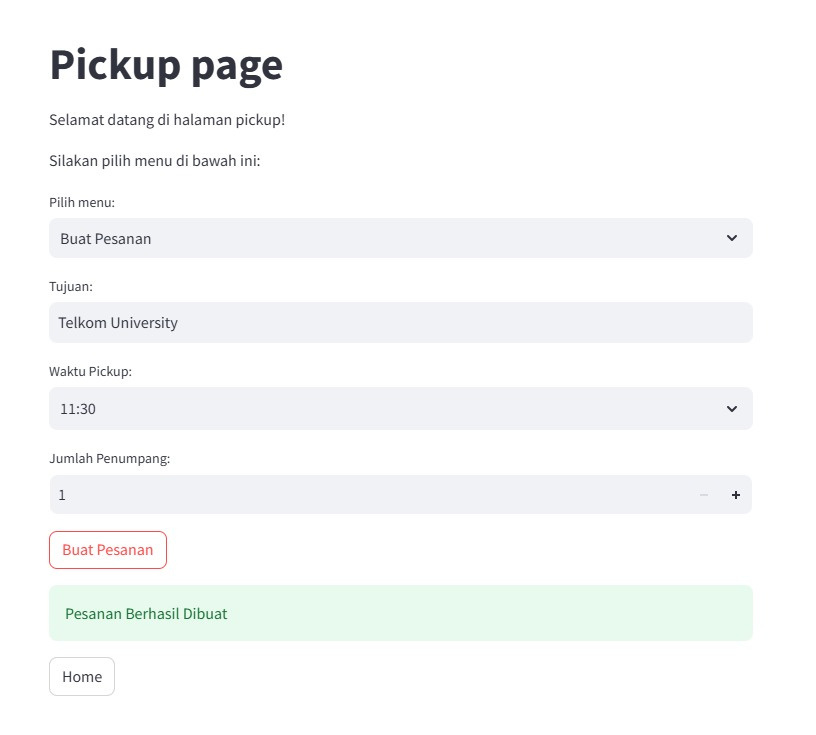 Pickup page
Selamat datang di halaman pickup!
Silakan pilih menu di bawah ini:
Pilih menu:
Buat Pesanan
Tujuan:
Telkom University
Waktu Pickup:
11:30
Jumlah Penumpang:
1
Buat Pesanan
Pesanan Berhasil Dibuat
Home